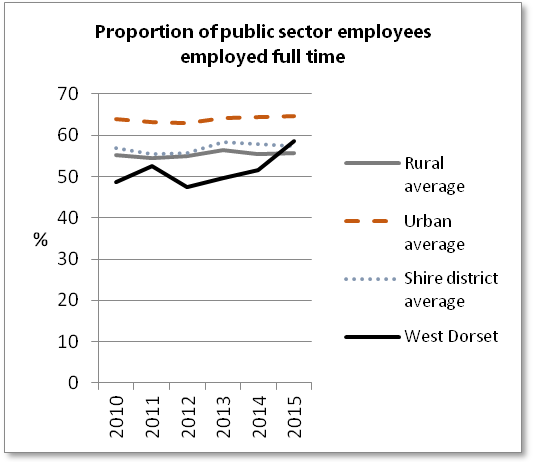 Proportion of public sector employees
employed full time
70
60
50
40
30
20
10
0
%
2010
2011
2012
2013
2014
2015
Rural
average
Urban
average
Shire district
average
West Dorset